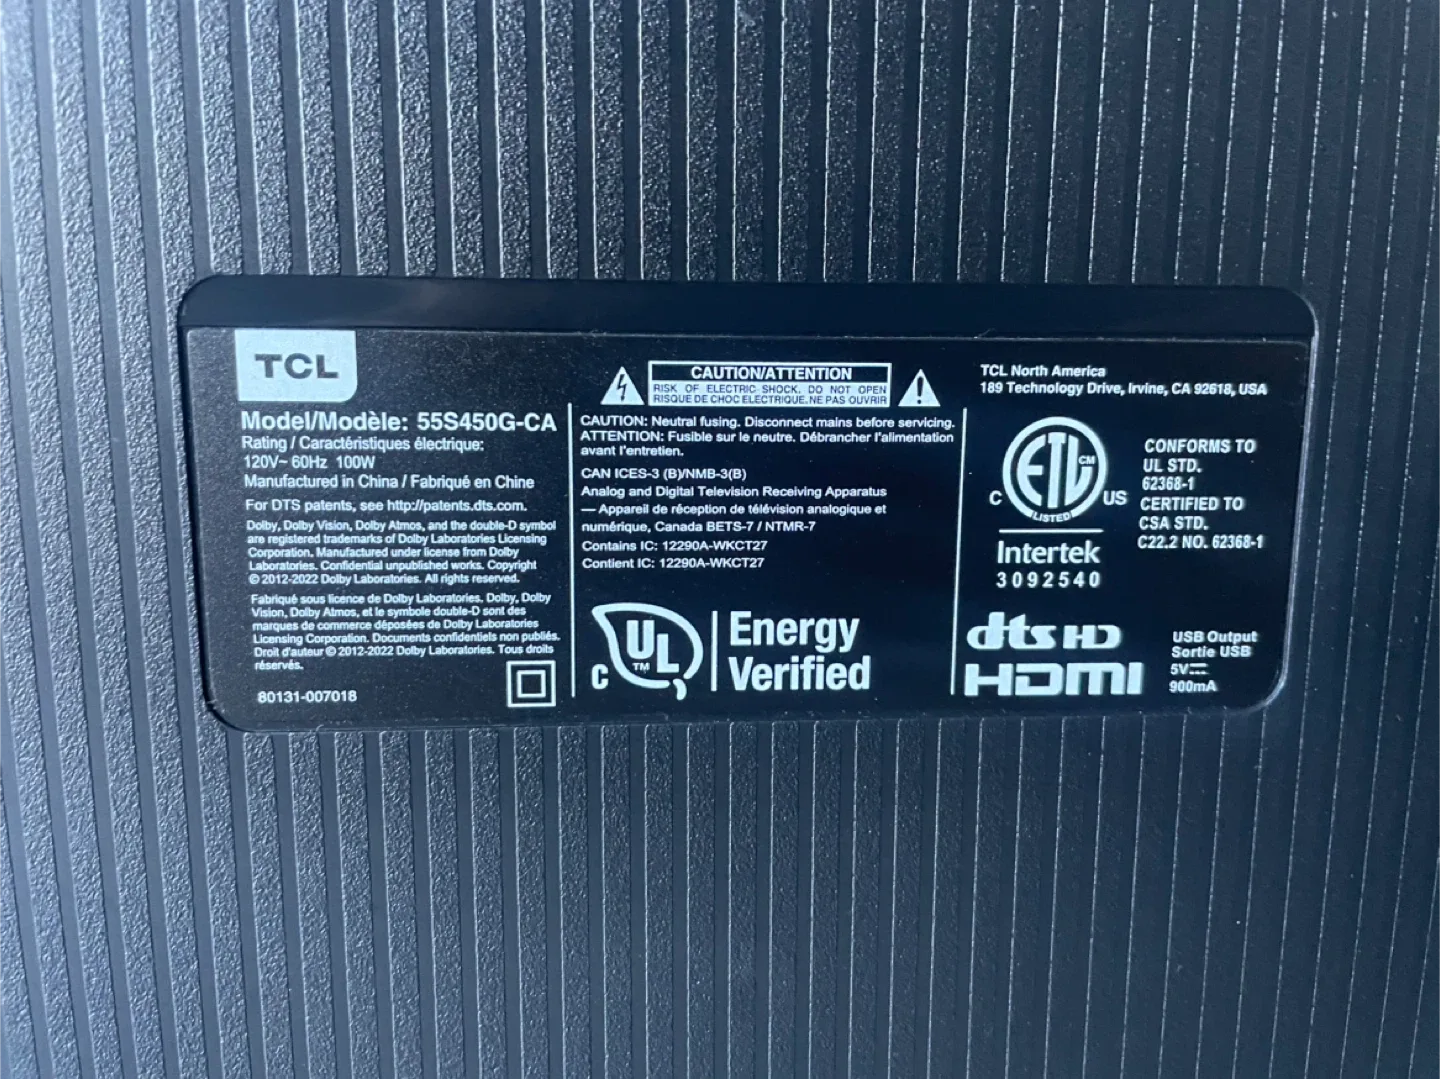 TCL
Model/Modèle: 55S450G-CA
Rating / Caractéristiques électrique:
120V~ 60Hz 100W
Manufactured in China / Fabriqué en Chine
For DTS patents, see http://patents.dts.com.
Dolby, Dolby Vision, Dolby Atmos, and the double-D symbol
are registered trademarks of Dolby Laboratories Licensing
Corporation. Manufactured under license from Dolby
Laboratories. Confidential unpublished works. Copyright
© 2012-2022 Dolby Laboratories. All rights reserved.
Fabriqué sous licence de Dolby Laboratories. Dolby, Dolby
Vision, Dolby Atmos, et le symbole double-D sont des
marques de commerce déposées de Dolby Laboratories
Licensing Corporation. Documents confidentiels non publiés.
Droit d'auteur © 2012-2022 Dolby Laboratories. Tous droits
réservés.
80131-007018
CAUTION/ATTENTION
RISK OF ELECTRIC SHOCK, DO NOT OPEN
RISQUE DE CHOC ELECTRIQUE.NE PAS OUVRIR
CAUTION: Neutral fusing. Disconnect mains before servicing.
ATTENTION: Fusible sur le neutre. Débrancher l'alimentation
avant l'entretien.
CAN ICES-3 (B)/NMB-3(B)
Analog and Digital Television Receiving Apparatus
— Appareil de réception de télévision analogique et
numérique, Canada BETS-7 / NTMR-7
Contains IC: 12290A-WKCT27
Contient IC: 12290A-WKCT27
C UL TM
Energy
Verified
TCL North America
189 Technology Drive, Irvine, CA 92618, USA
ETL CM
C US
LISTED
Intertek
3092540
CONFORMS TO
UL STD.
62368-1
CERTIFIED TO
CSA STD.
C22.2 NO. 62368-1
dts HD
HDMI
USB Output
Sortie USB
5V⎓
900mA